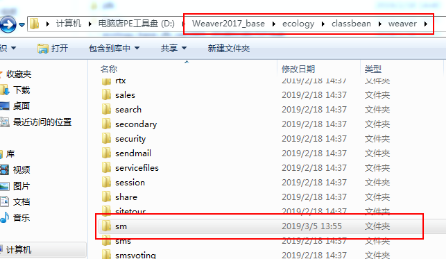 计算机 电脑店PE工具盘 (D:) Weaver2017_base ecology classbean weaver
打开 包含到库中 共享 新建文件夹
收藏夹
下载
桌面
最近访问的位置
库
视频
图片
文档
音乐
计算机
名称 修改日期 类型
rtx 2019/2/18 14:37 文件夹
sales 2019/2/18 14:37 文件夹
search 2019/2/18 14:37 文件夹
secondary 2019/2/18 14:37 文件夹
security 2019/2/18 14:37 文件夹
sendmail 2019/2/18 14:37 文件夹
servicefiles 2019/2/18 14:37 文件夹
session 2019/2/18 14:37 文件夹
share 2019/2/18 14:37 文件夹
sitetour 2019/2/18 14:37 文件夹
sm 2019/3/5 13:55 文件夹
sms 2019/2/18 14:37 文件夹
smsvoting 2019/2/18 14:37 文件夹